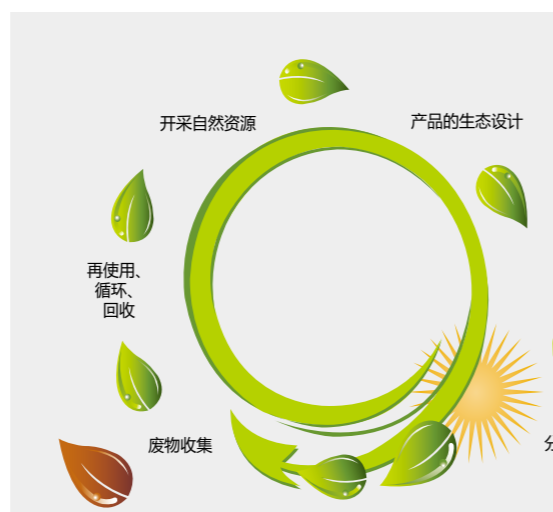 开采自然资源
产品的生态设计
再使用、
循环、
回收
废物收集